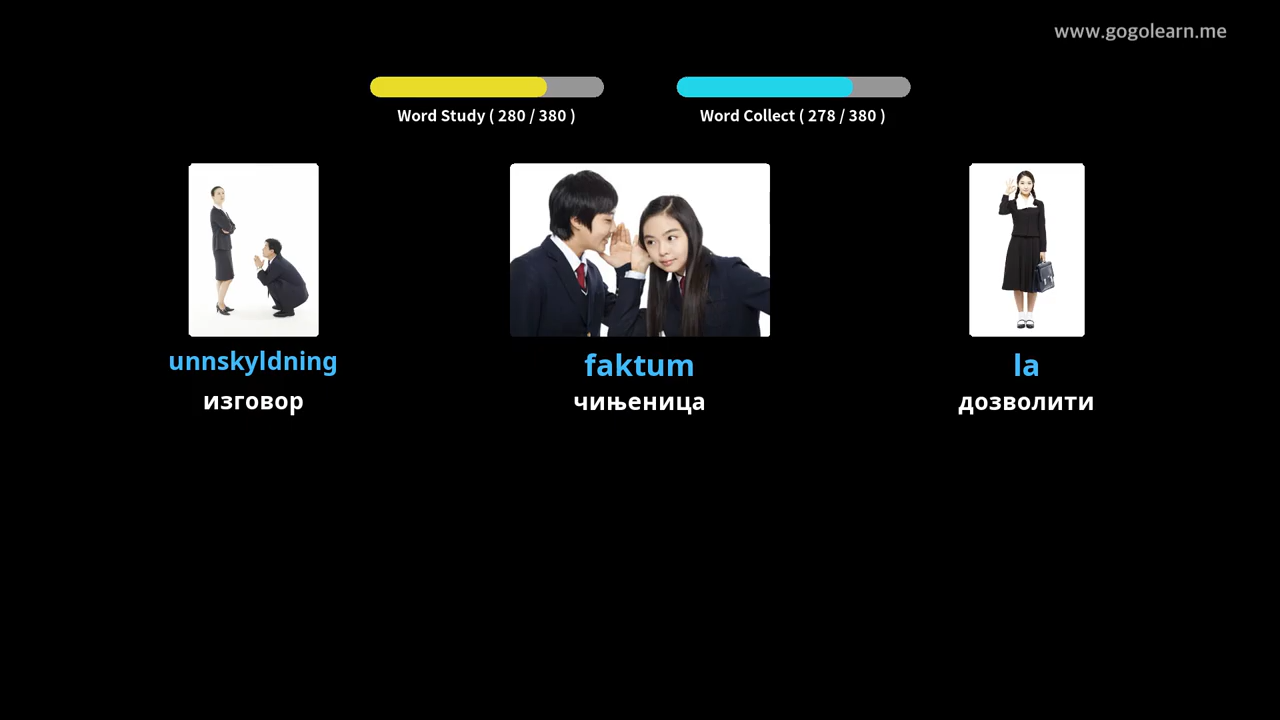 www.gogolearn.me
Word Study ( 280 / 380 )
Word Collect ( 278 / 380 )
unnskyldning
faktum
la
изговор
чињеница
дозволити